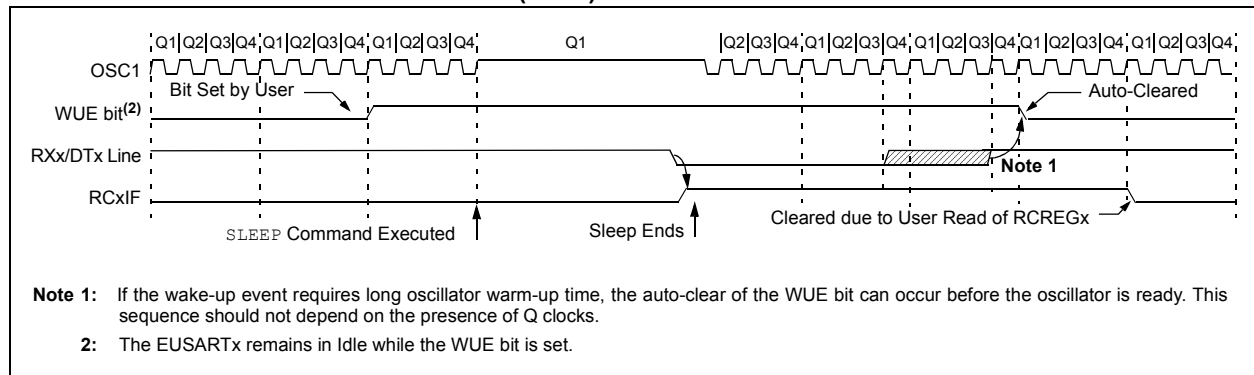 Q1 Q2 Q3 Q4 Q1 Q2 Q3 Q4 Q1 Q2 Q3 Q4 Q1 Q2 Q3 Q4 Q1 Q2 Q3 Q4 Q1 Q2 Q3 Q4 Q1 Q2 Q3 Q4 Q1 Q2 Q3 Q4
OSC1
Bit Set by User
Auto-Cleared
WUE bit(2)
RXx/DTx Line
Note 1
RCxIF
Cleared due to User Read of RCREGx
SLEEP Command Executed
Sleep Ends
Note 1: If the wake-up event requires long oscillator warm-up time, the auto-clear of the WUE bit can occur before the oscillator is ready. This
sequence should not depend on the presence of Q clocks.
2: The EUSARTx remains in Idle while the WUE bit is set.